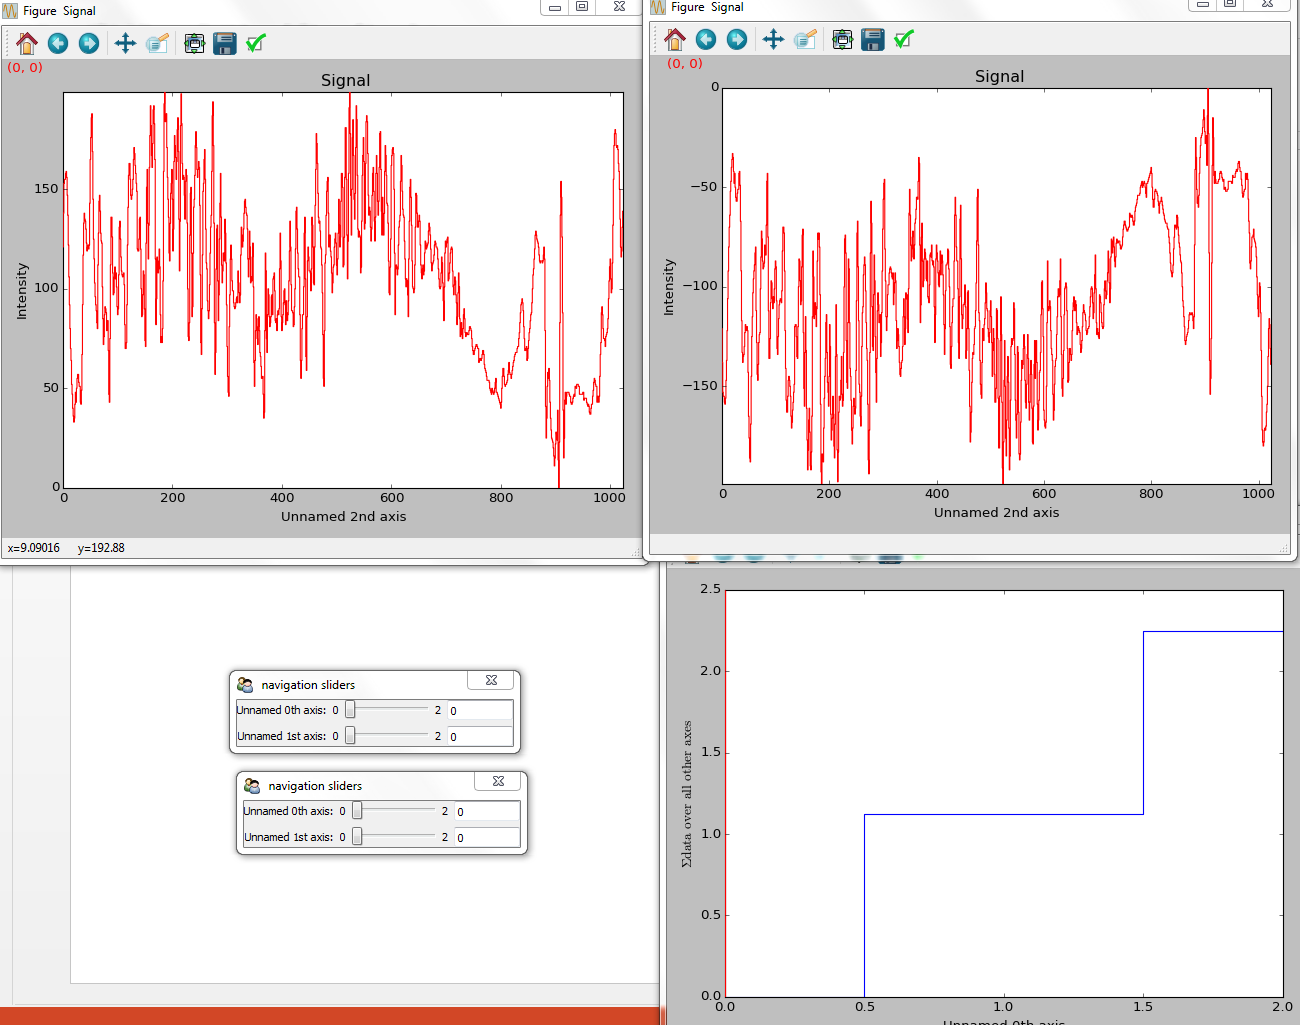 Figure Signal
(0, 0)
Signal
150
100
50
0
Intensity
0 200 400 600 800 1000
Unnamed 2nd axis
x=9.09016 y=192.88
Figure Signal
(0, 0)
Signal
0
−50
−100
−150
Intensity
0 200 400 600 800 1000
Unnamed 2nd axis
navigation sliders
Unnamed 0th axis: 0 2 0
Unnamed 1st axis: 0 2 0
navigation sliders
Unnamed 0th axis: 0 2 0
Unnamed 1st axis: 0 2 0
2.5
2.0
1.5
1.0
0.5
0.0
Σdata over all other axes
0.0 0.5 1.0 1.5 2.0
Unnamed 0th axis